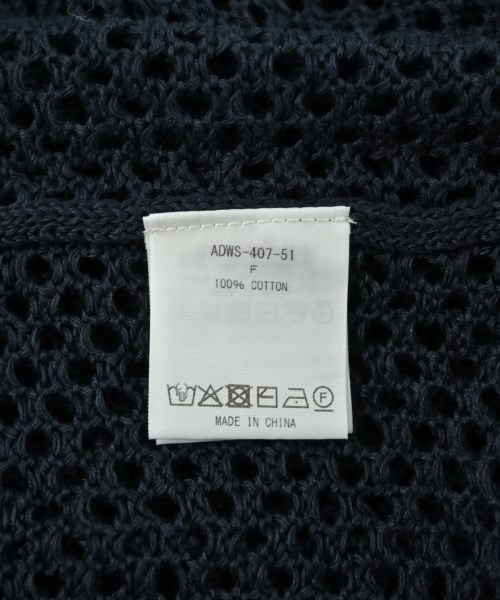 ADWS-407-51
F
100% COTTON
F
MADE IN CHINA